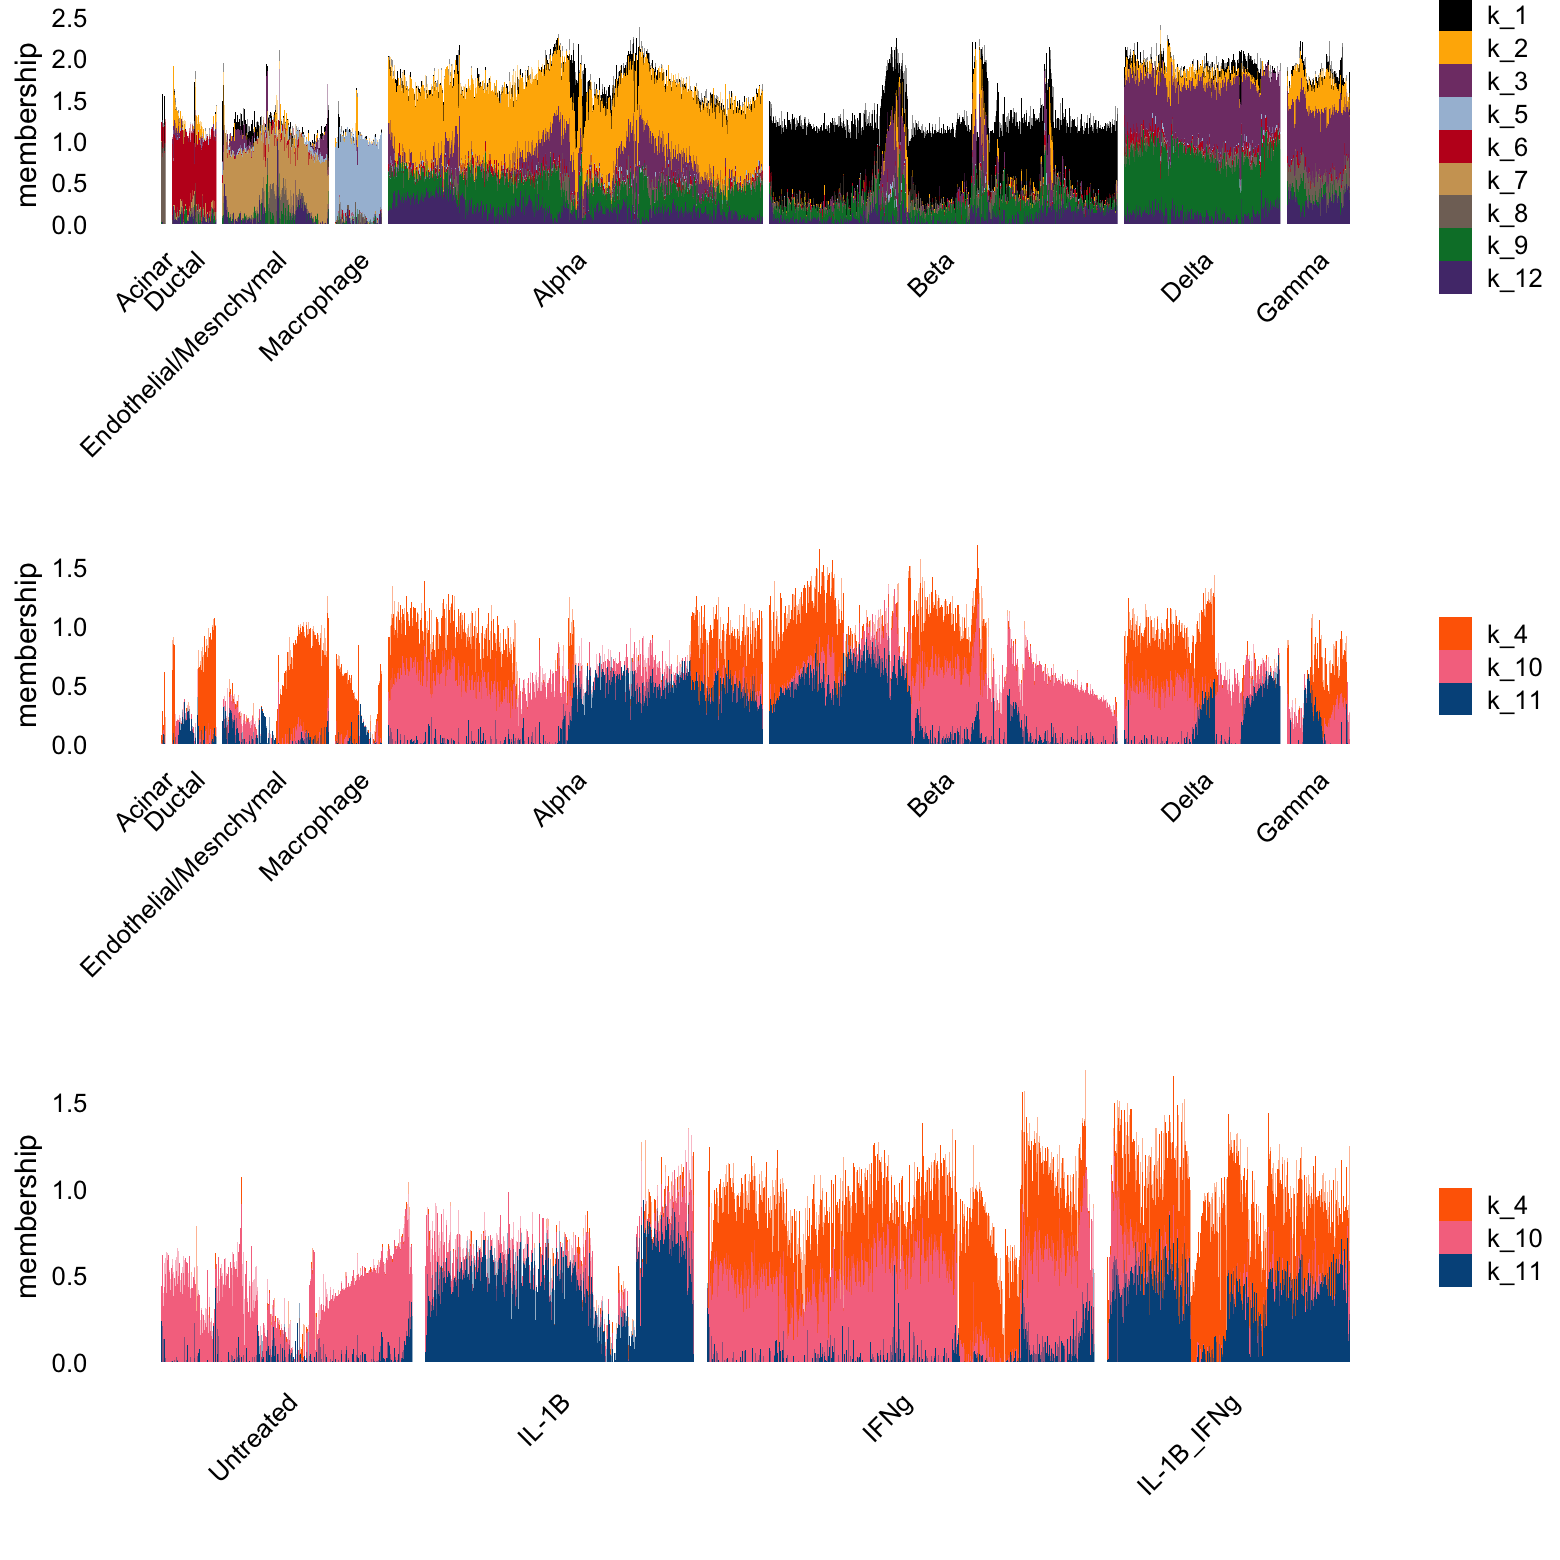 2.5
2.0
1.5
1.0
0.5
0.0
membership
Acinar
Ductal
Endothelial/Mesnchymal
Macrophage
Alpha
Beta
Delta
Gamma
k_1
k_2
k_3
k_5
k_6
k_7
k_8
k_9
k_12
1.5
1.0
0.5
0.0
membership
Acinar
Ductal
Endothelial/Mesnchymal
Macrophage
Alpha
Beta
Delta
Gamma
k_4
k_10
k_11
1.5
1.0
0.5
0.0
membership
Untreated
IL-1B
IFNg
IL-1B_IFNg
k_4
k_10
k_11